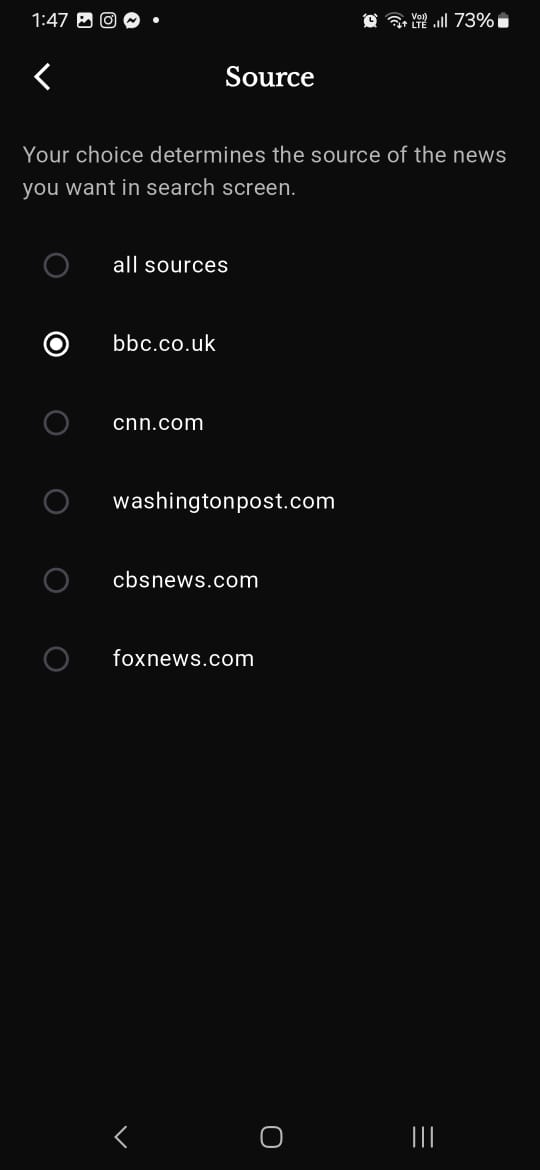 1:47
Vo)) LTE 73%
Source
Your choice determines the source of the news
you want in search screen.
all sources
bbc.co.uk
cnn.com
washingtonpost.com
cbsnews.com
foxnews.com